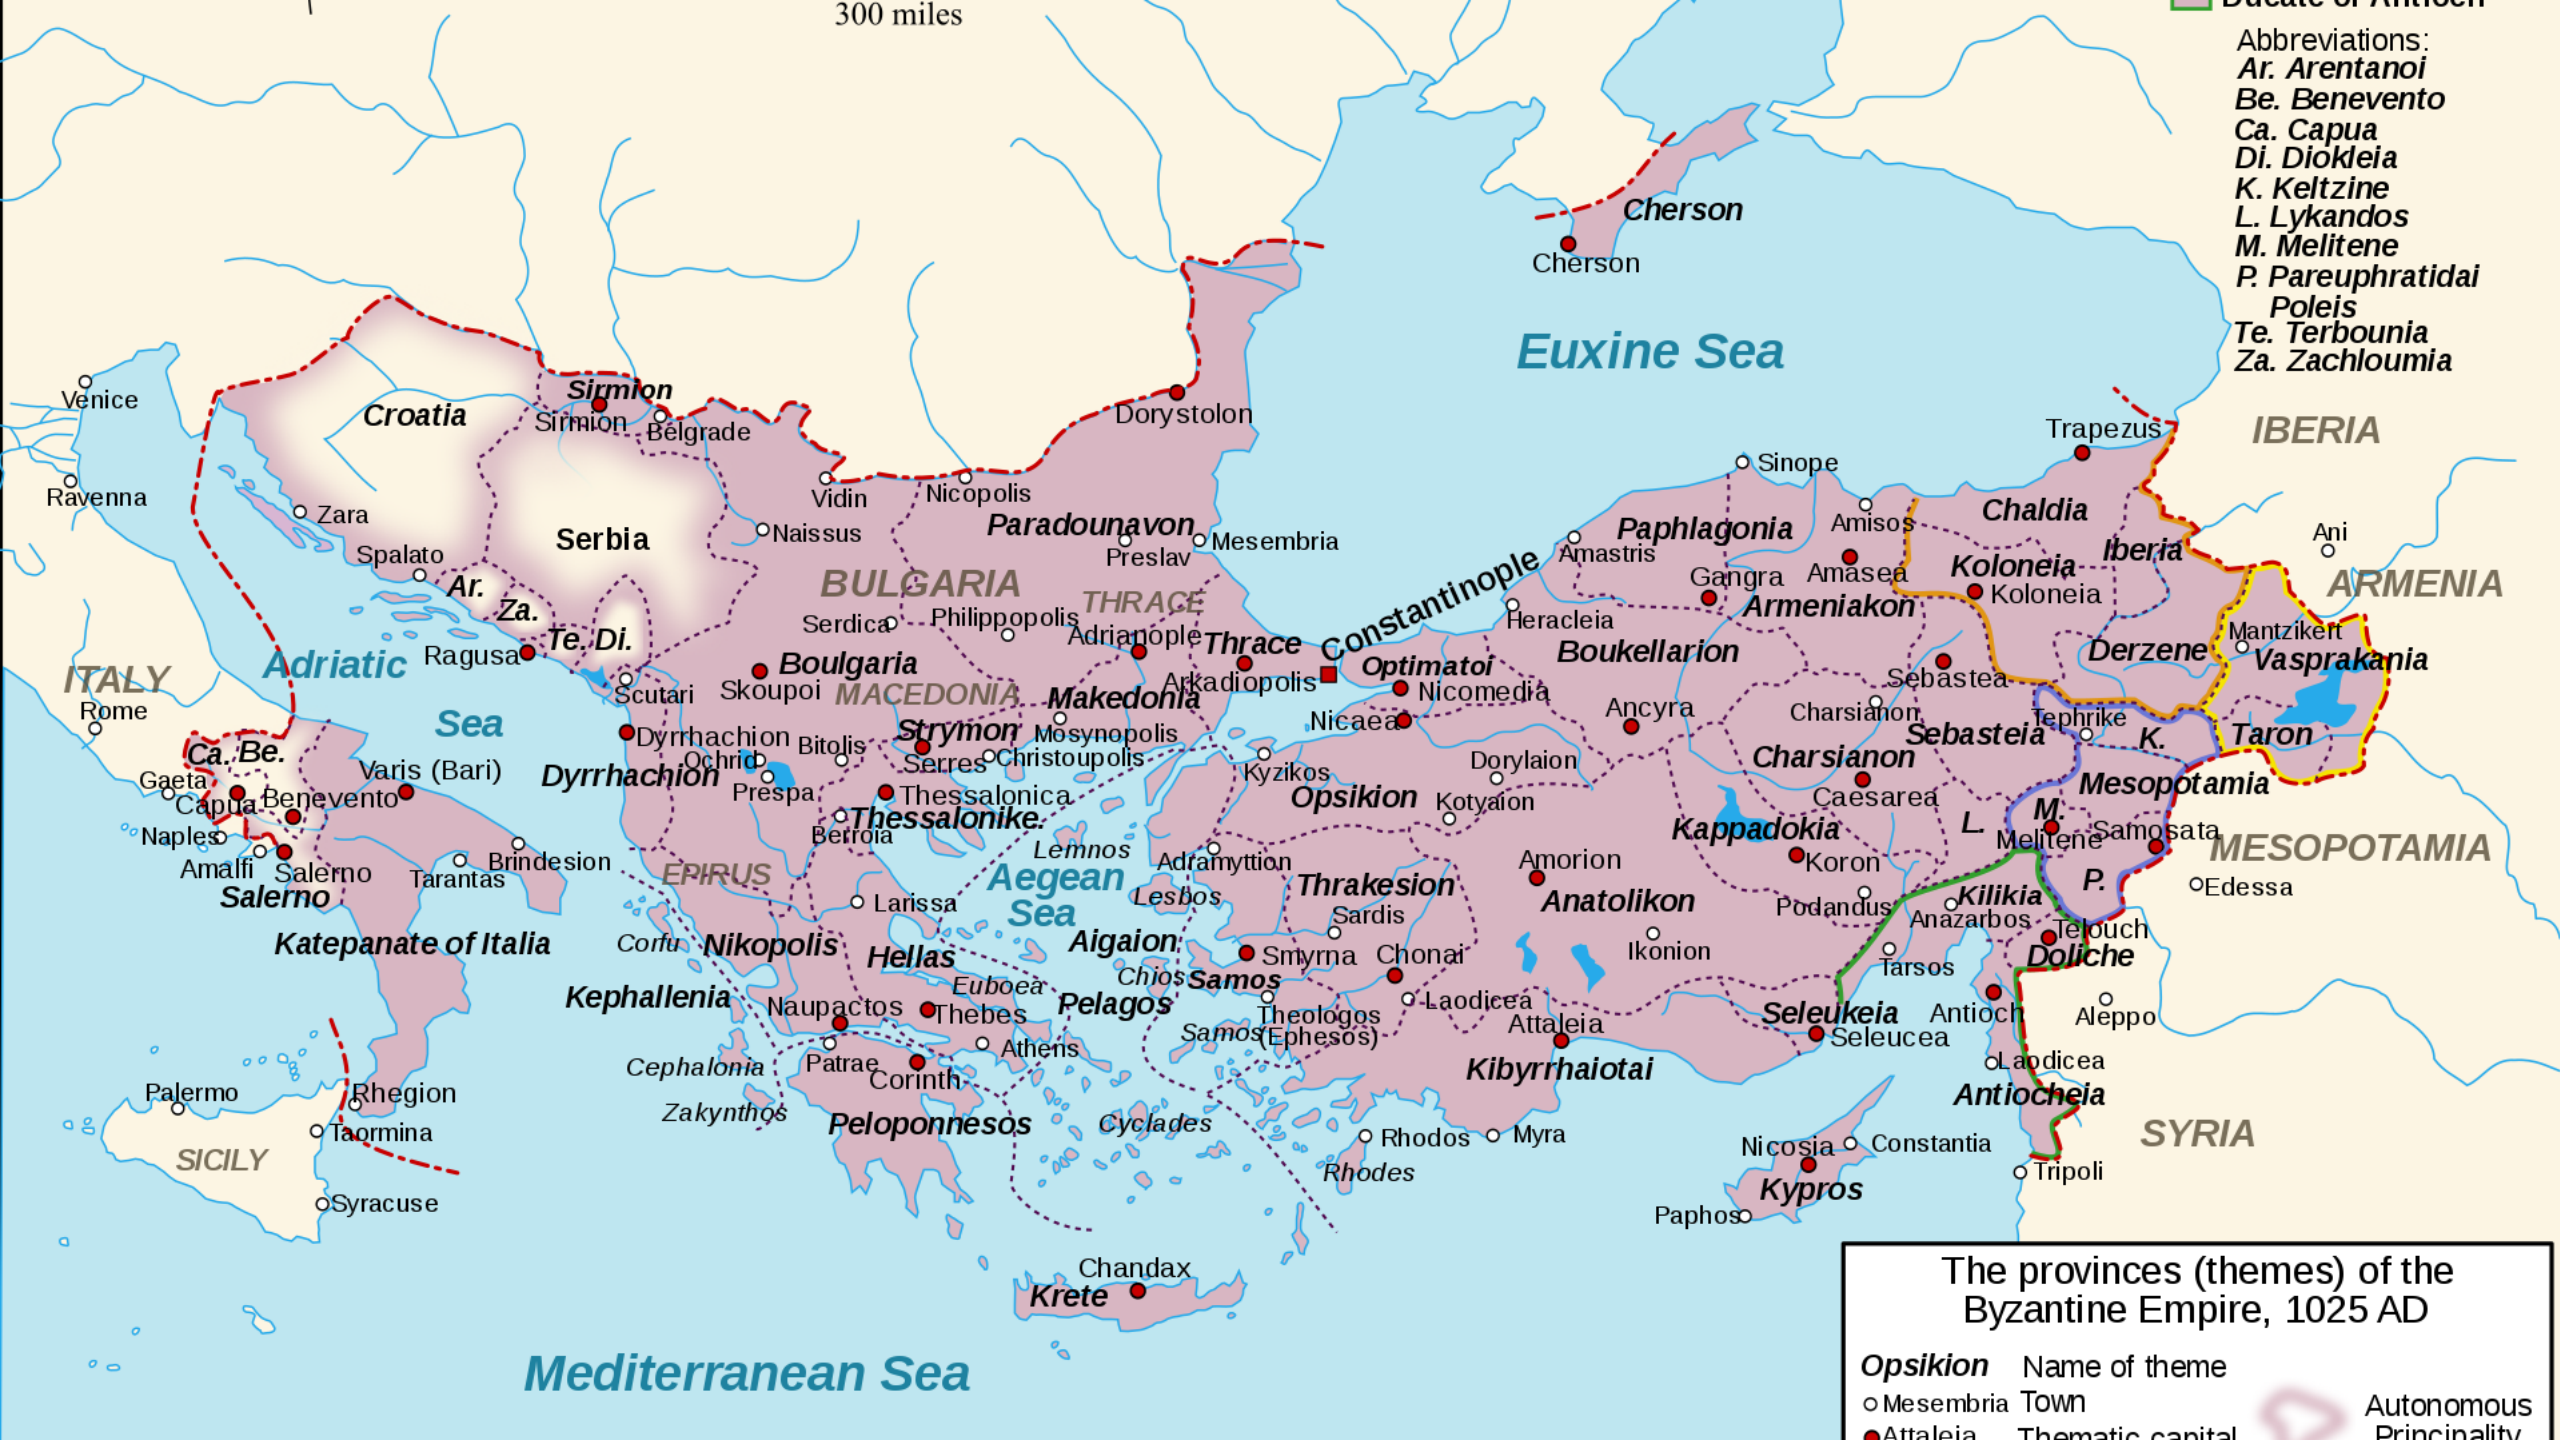 300 miles
Ducate of Antioch
Abbreviations:
Ar. Arentanoi
Be. Benevento
Ca. Capua
Di. Diokleia
K. Keltzine
L. Lykandos
M. Melitene
P. Pareuphratidai
Poleis
Te. Terbounia
Za. Zachloumia
Cherson
Cherson
Euxine Sea
Venice
Ravenna
Croatia
Sirmion
Sirmion
Belgrade
Dorystolon
Vidin
Nicopolis
Zara
Spalato
Serbia
Naissus
Paradounavon
Preslav
Mesembria
Sinope
Trapezus
IBERIA
Amisos
Chaldia
Paphlagonia
Amastris
Iberia
Ani
ARMENIA
Ar.
Za.
Te.
Di.
BULGARIA
THRACE
Serdica
Philippopolis
Adrianople
Thrace
Constantinople
Heracleia
Gangra
Amasea
Armeniakon
Koloneia
Koloneia
Boukellarion
Derzene
Mantzikert
Vasprakania
ITALY
Rome
Adriatic
Sea
Ragusa
Scutari
Boulgaria
Skoupoi
MACEDONIA
Makedonia
Arkadiopolis
Optimatoi
Nicomedia
Nicaea
Ancyra
Sebastea
Charsianon
Sebasteia
Tephrike
K.
Taron
Ca.
Be.
Gaeta
Capua
Benevento
Varis (Bari)
Dyrrhachion
Dyrrhachion
Ochrid
Prespa
Bitolis
Strymon
Serres
Mosynopolis
Christoupolis
Kyzikos
Dorylaion
Opsikion
Kotyaion
Charsianon
Caesarea
Mesopotamia
Naples
Amalfi
Salerno
Salerno
Tarantas
Brindesion
Berroia
Thessalonica
Thessalonike.
Lemnos
Adramyttion
Kappadokia
Koron
L.
M.
Melitene
Samosata
MESOPOTAMIA
Edessa
EPIRUS
Larissa
Aegean
Sea
Lesbos
Thrakesion
Sardis
Amorion
Anatolikon
Podandus
Kilikia
Anazarbos
P.
Katepanate of Italia
Corfu
Nikopolis
Hellas
Aigaion
Pelagos
Chios
Samos
Smyrna
Chonai
Ikonion
Tarsos
Telouch
Doliche
Kephallenia
Naupactos
Euboea
Thebes
Theologos
(Ephesos)
Samos
Laodicea
Attaleia
Seleukeia
Seleucea
Antioch
Aleppo
Cephalonia
Patrae
Corinth
Athens
Kibyrrhaiotai
Laodicea
Antiocheia
Palermo
Rhegion
Taormina
SICILY
Syracuse
Zakynthos
Peloponnesos
Cyclades
Rhodos
Rhodes
Myra
Nicosia
Constantia
Kypros
Paphos
SYRIA
Tripoli
Chandax
Krete
Mediterranean Sea
The provinces (themes) of the
Byzantine Empire, 1025 AD
Opsikion Name of theme
Mesembria Town
Attaleia Thematic capital
Autonomous
Principality